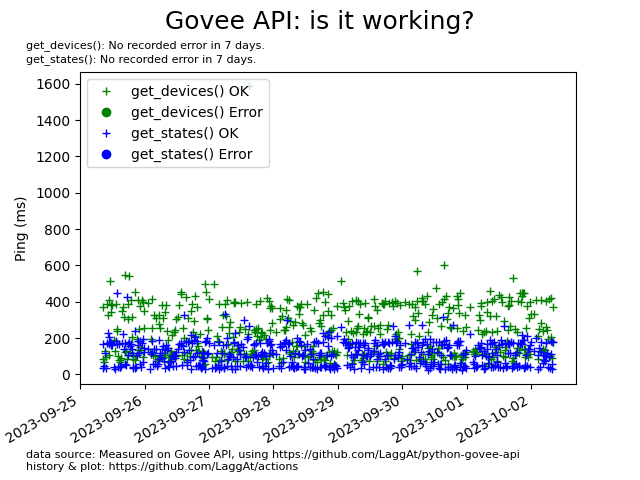 Govee API: is it working?
get_devices(): No recorded error in 7 days.
get_states(): No recorded error in 7 days.
get_devices() OK
get_devices() Error
get_states() OK
get_states() Error
Ping (ms)
1600
1400
1200
1000
800
600
400
200
0
2023-09-25
2023-09-26
2023-09-27
2023-09-28
2023-09-29
2023-09-30
2023-10-01
2023-10-02
data source: Measured on Govee API, using https://github.com/LaggAt/python-govee-api
history & plot: https://github.com/LaggAt/actions